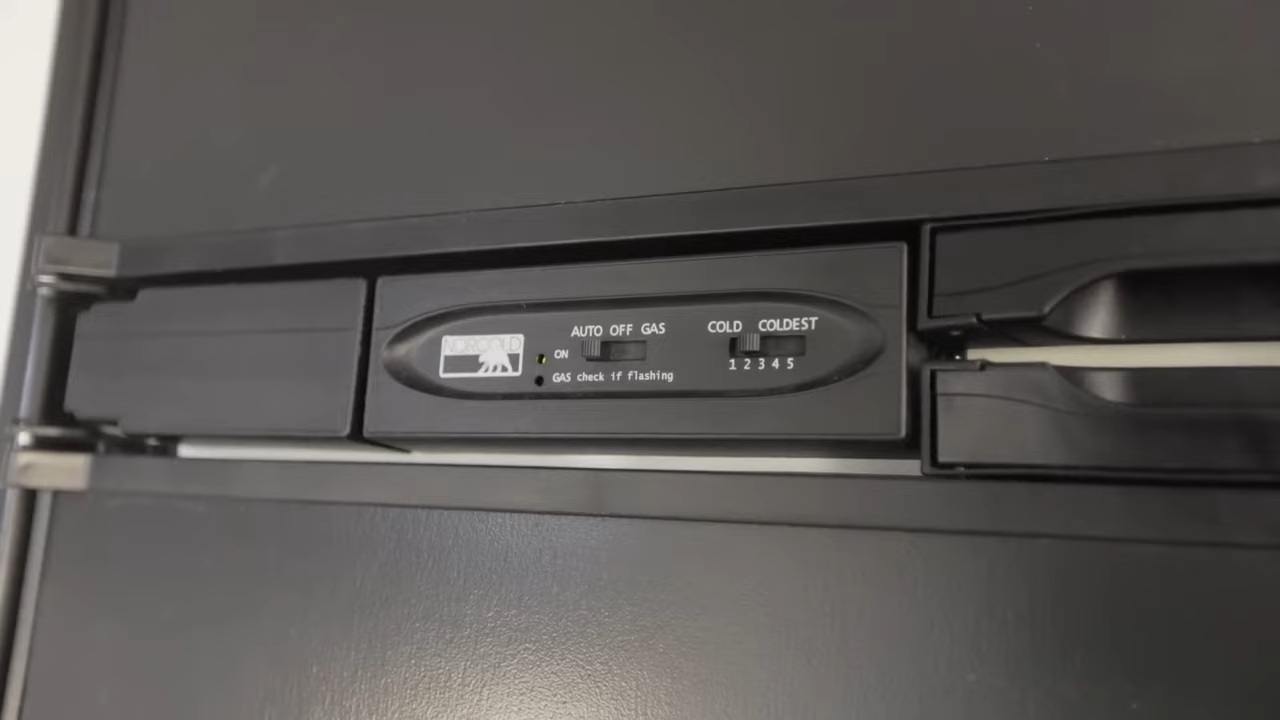 NORCOLD
AUTO OFF GAS
ON
GAS check if flashing
COLD COLDEST
1 2 3 4 5